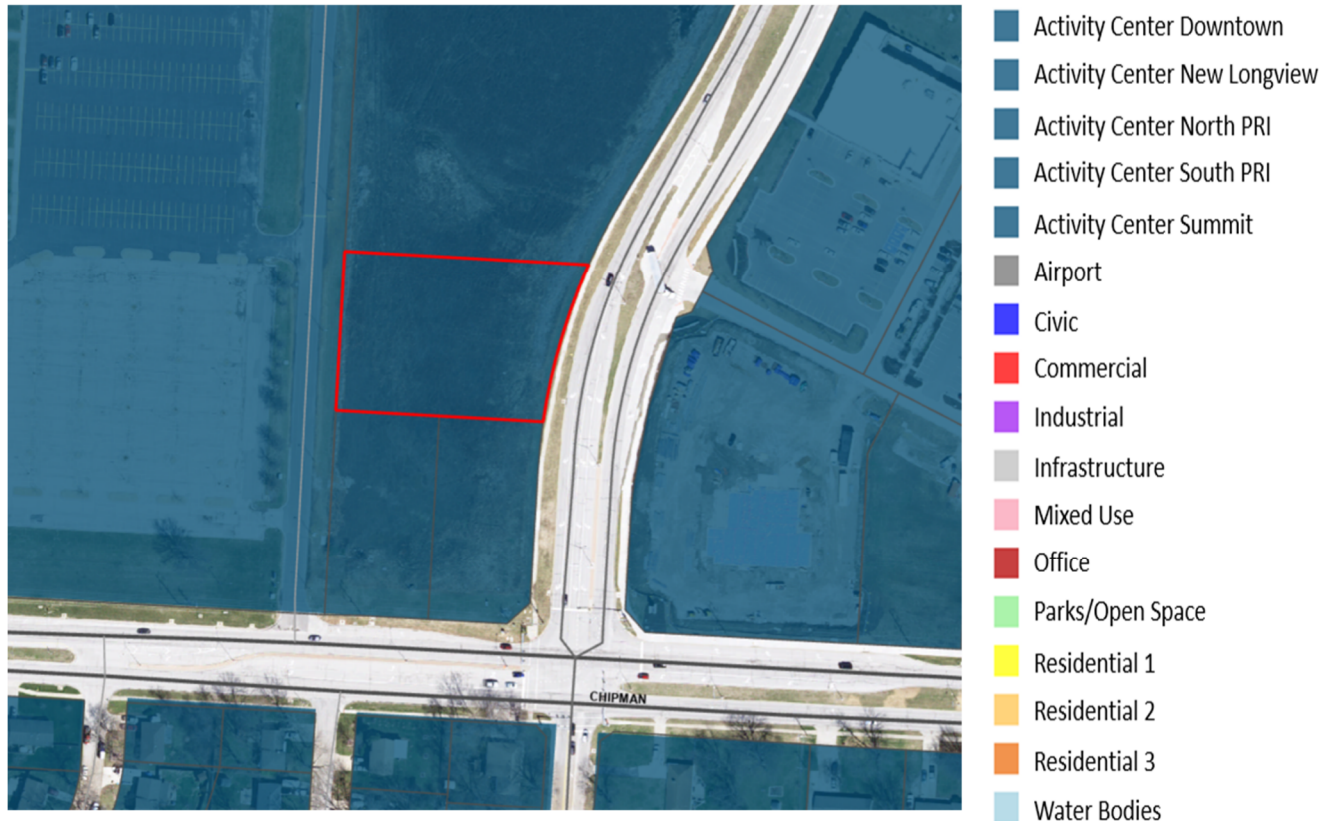 Activity Center Downtown
Activity Center New Longview
Activity Center North PRI
Activity Center South PRI
Activity Center Summit
Airport
Civic
Commercial
Industrial
Infrastructure
Mixed Use
Office
Parks/Open Space
Residential 1
Residential 2
Residential 3
Water Bodies
CHIPMAN